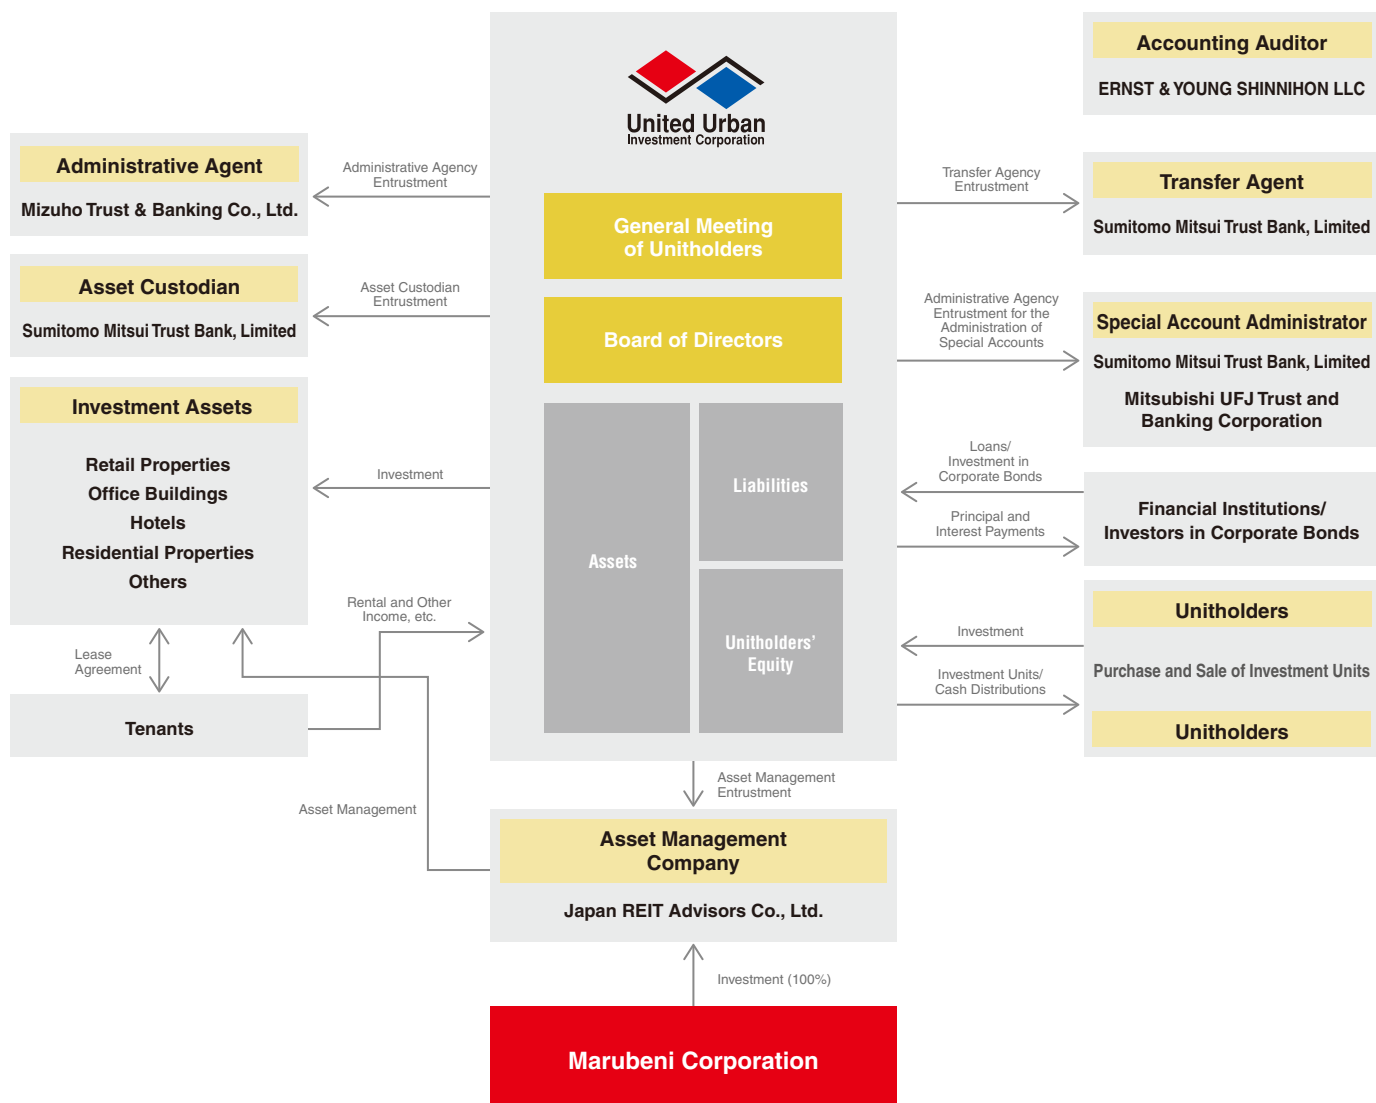 United Urban
Investment Corporation
General Meeting
of Unitholders
Board of Directors
Assets
Liabilities
Unitholders'
Equity
Administrative Agent
Mizuho Trust & Banking Co., Ltd.
Administrative Agency
Entrustment
Asset Custodian
Sumitomo Mitsui Trust Bank, Limited
Asset Custodian
Entrustment
Investment Assets
Retail Properties
Office Buildings
Hotels
Residential Properties
Others
Investment
Rental and Other
Income, etc.
Lease
Agreement
Tenants
Asset Management
Accounting Auditor
ERNST & YOUNG SHINNIHON LLC
Transfer Agency
Entrustment
Transfer Agent
Sumitomo Mitsui Trust Bank, Limited
Administrative Agency
Entrustment for the
Administration of
Special Accounts
Special Account Administrator
Sumitomo Mitsui Trust Bank, Limited
Mitsubishi UFJ Trust and
Banking Corporation
Loans/
Investment in
Corporate Bonds
Principal and
Interest Payments
Financial Institutions/
Investors in Corporate Bonds
Investment
Investment Units/
Cash Distributions
Unitholders
Purchase and Sale of Investment Units
Unitholders
Asset Management
Entrustment
Asset Management
Company
Japan REIT Advisors Co., Ltd.
Investment (100%)
Marubeni Corporation